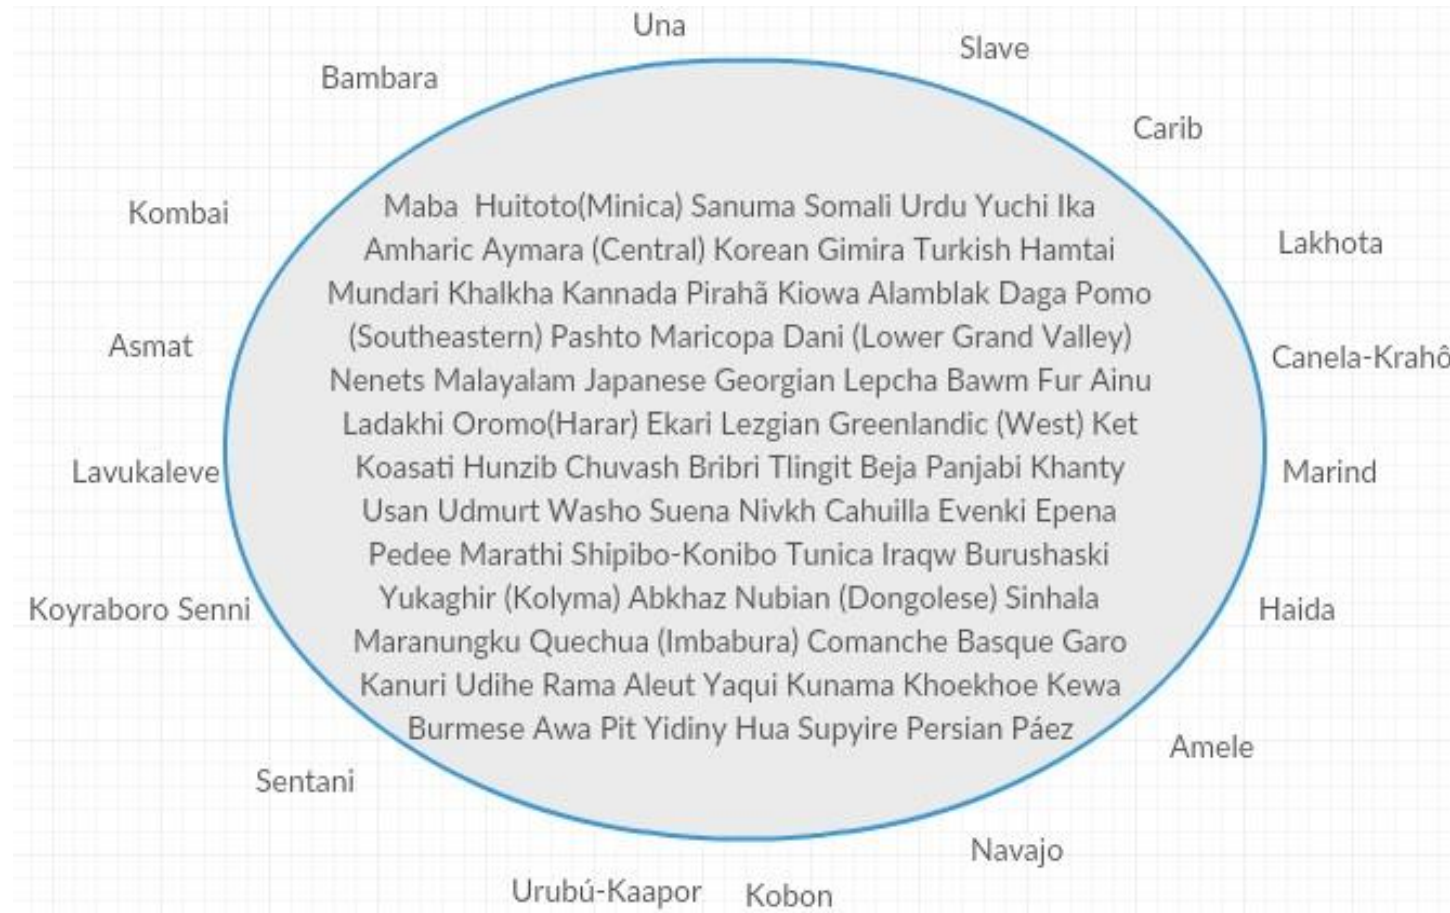 Una
Slave
Bambara
Carib
Kombai
Maba  Huitoto(Minica) Sanuma Somali Urdu Yuchi Ika
Amharic Aymara (Central) Korean Gimira Turkish Hamtai
Mundari Khalkha Kannada Pirahã Kiowa Alamblak Daga Pomo
(Southeastern) Pashto Maricopa Dani (Lower Grand Valley)
Nenets Malayalam Japanese Georgian Lepcha Bawm Fur Ainu
Ladakhi Oromo(Harar) Ekari Lezgian Greenlandic (West) Ket
Koasati Hunzib Chuvash Bribri Tlingit Beja Panjabi Khanty
Usan Udmurt Washo Suena Nivkh Cahuilla Evenki Epena
Pedee Marathi Shipibo-Konibo Tunica Iraqw Burushaski
Yukaghir (Kolyma) Abkhaz Nubian (Dongolese) Sinhala
Maranungku Quechua (Imbabura) Comanche Basque Garo
Kanuri Udihe Rama Aleut Yaqui Kunama Khoekhoe Kewa
Burmese Awa Pit Yidiny Hua Supyire Persian Páez
Lakhota
Asmat
Canela-Krahô
Lavukaleve
Marind
Koyraboro Senni
Haida
Amele
Sentani
Navajo
Urubú-Kaapor
Kobon